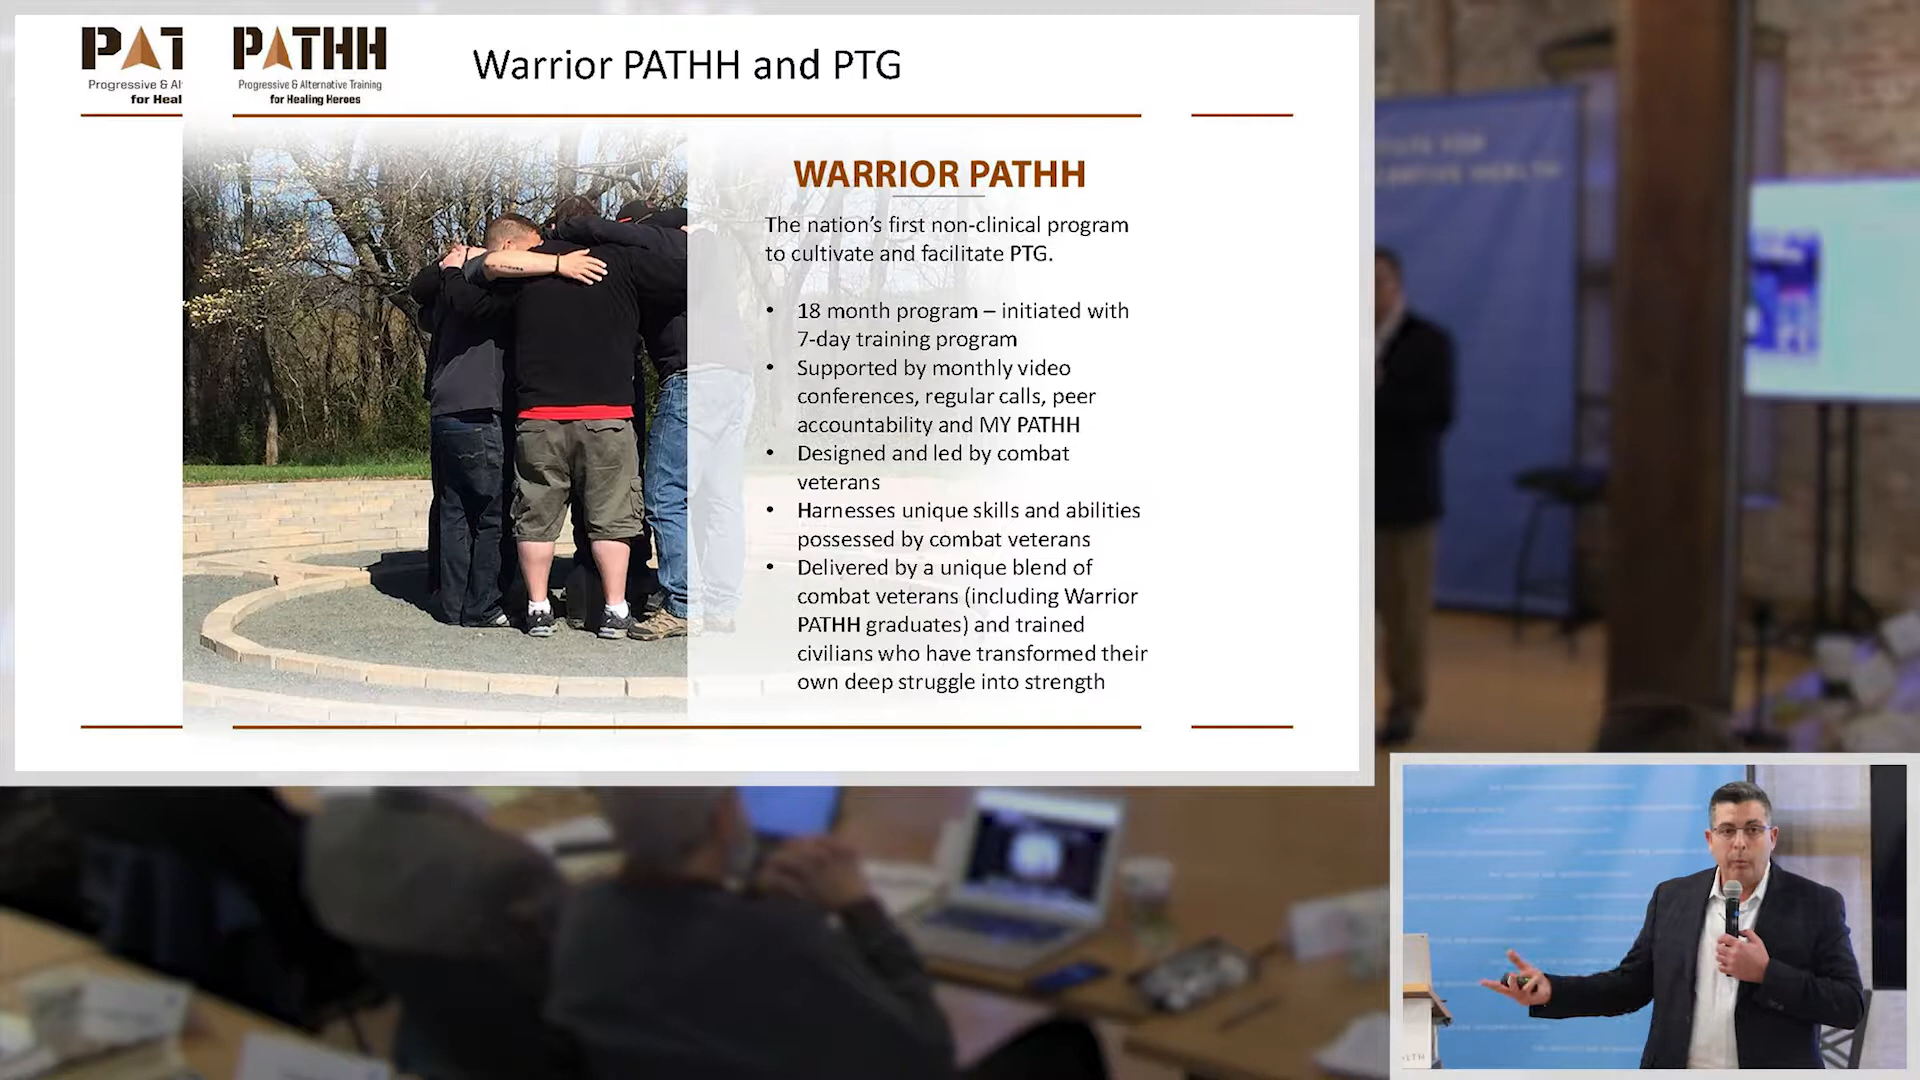 PAT
Progressive & Al
for Heal
PATHH
Progressive & Alternative Training
for Healing Heroes
Warrior PATHH and PTG
WARRIOR PATHH
The nation's first non-clinical program
to cultivate and facilitate PTG.
• 18 month program – initiated with
7-day training program
• Supported by monthly video
conferences, regular calls, peer
accountability and MY PATHH
• Designed and led by combat
veterans
• Harnesses unique skills and abilities
possessed by combat veterans
• Delivered by a unique blend of
combat veterans (including Warrior
PATHH graduates) and trained
civilians who have transformed their
own deep struggle into strength